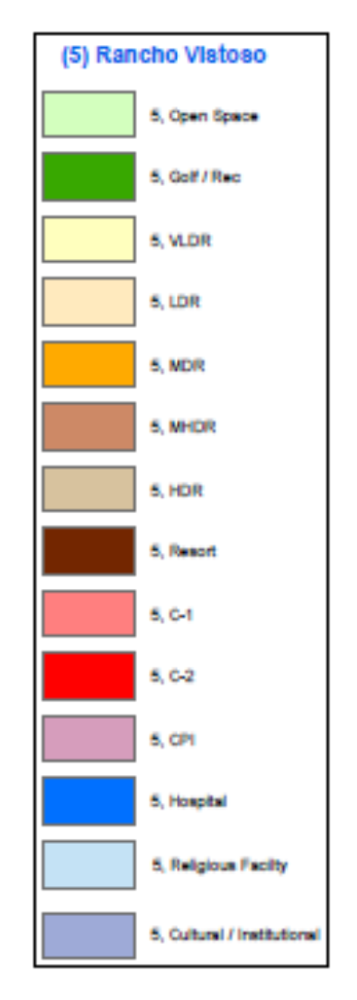 (5) Rancho Vistoso
5, Open Space
5, Golf / Rec
5, VLDR
5, LDR
5, MDR
5, MHDR
5, HDR
5, Resort
5, C-1
5, C-2
5, CPI
5, Hospital
5, Religious Facilty
5, Cultural / Institutional